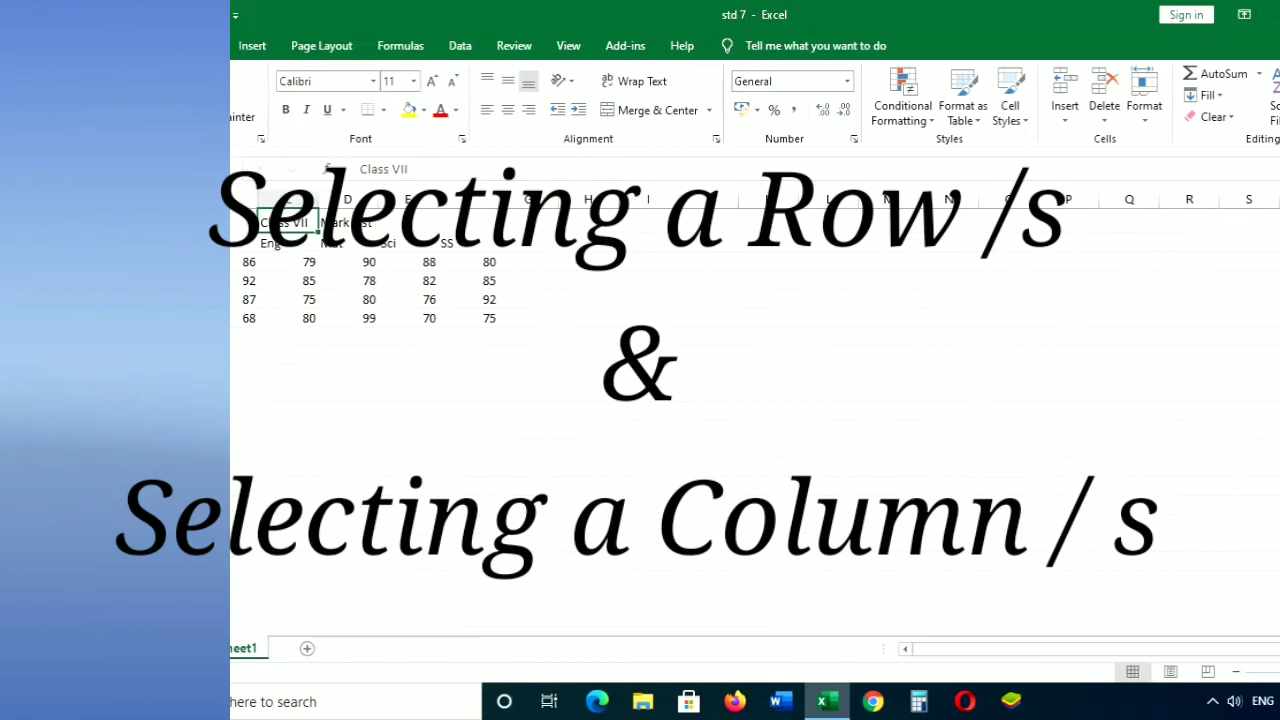 std 7 - Excel
Sign in
Insert Page Layout Formulas Data Review View Add-ins Help Tell me what you want to do
Calibri 11 Wrap Text General Conditional Formatting Format as Table Cell Styles Insert Delete Format AutoSum
B I U Merge & Center % Fill
Clear
Font Alignment Number Styles Cells Editing
Class VII
Selecting a Row /s
&
Selecting a Column / s
D E G H I L M N P Q R S
Class VII
Eng Mat Sci SS
86 79 90 88 80
92 85 78 82 85
87 75 80 76 92
68 80 99 70 75
here to search
ENG